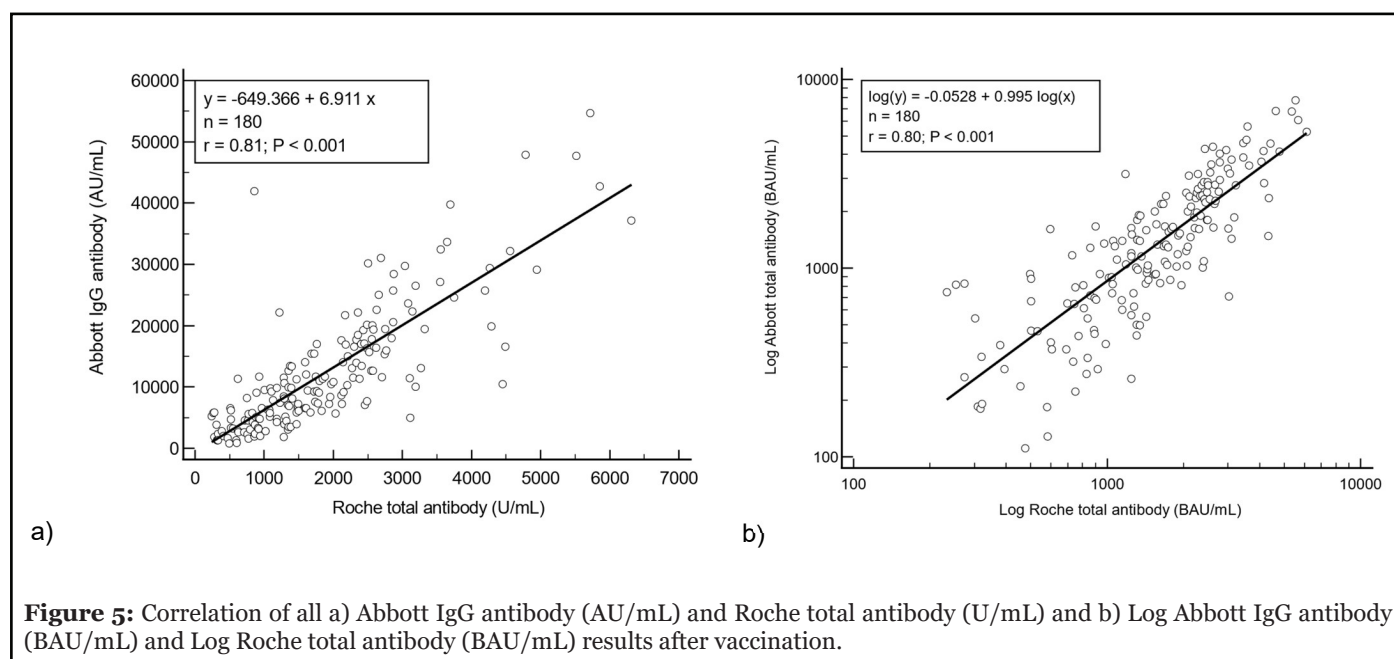 60000
50000
40000
30000
20000
10000
0
Abbott IgG antibody (AU/mL)
y = -649.366 + 6.911 x
n = 180
r = 0.81; P < 0.001
0 1000 2000 3000 4000 5000 6000 7000
Roche total antibody (U/mL)
a)
10000
1000
100
Log Abbott total antibody (BAU/mL)
log(y) = -0.0528 + 0.995 log(x)
n = 180
r = 0.80; P < 0.001
100 1000 10000
Log Roche total antibody (BAU/mL)
b)
Figure 5: Correlation of all a) Abbott IgG antibody (AU/mL) and Roche total antibody (U/mL) and b) Log Abbott IgG antibody
(BAU/mL) and Log Roche total antibody (BAU/mL) results after vaccination.